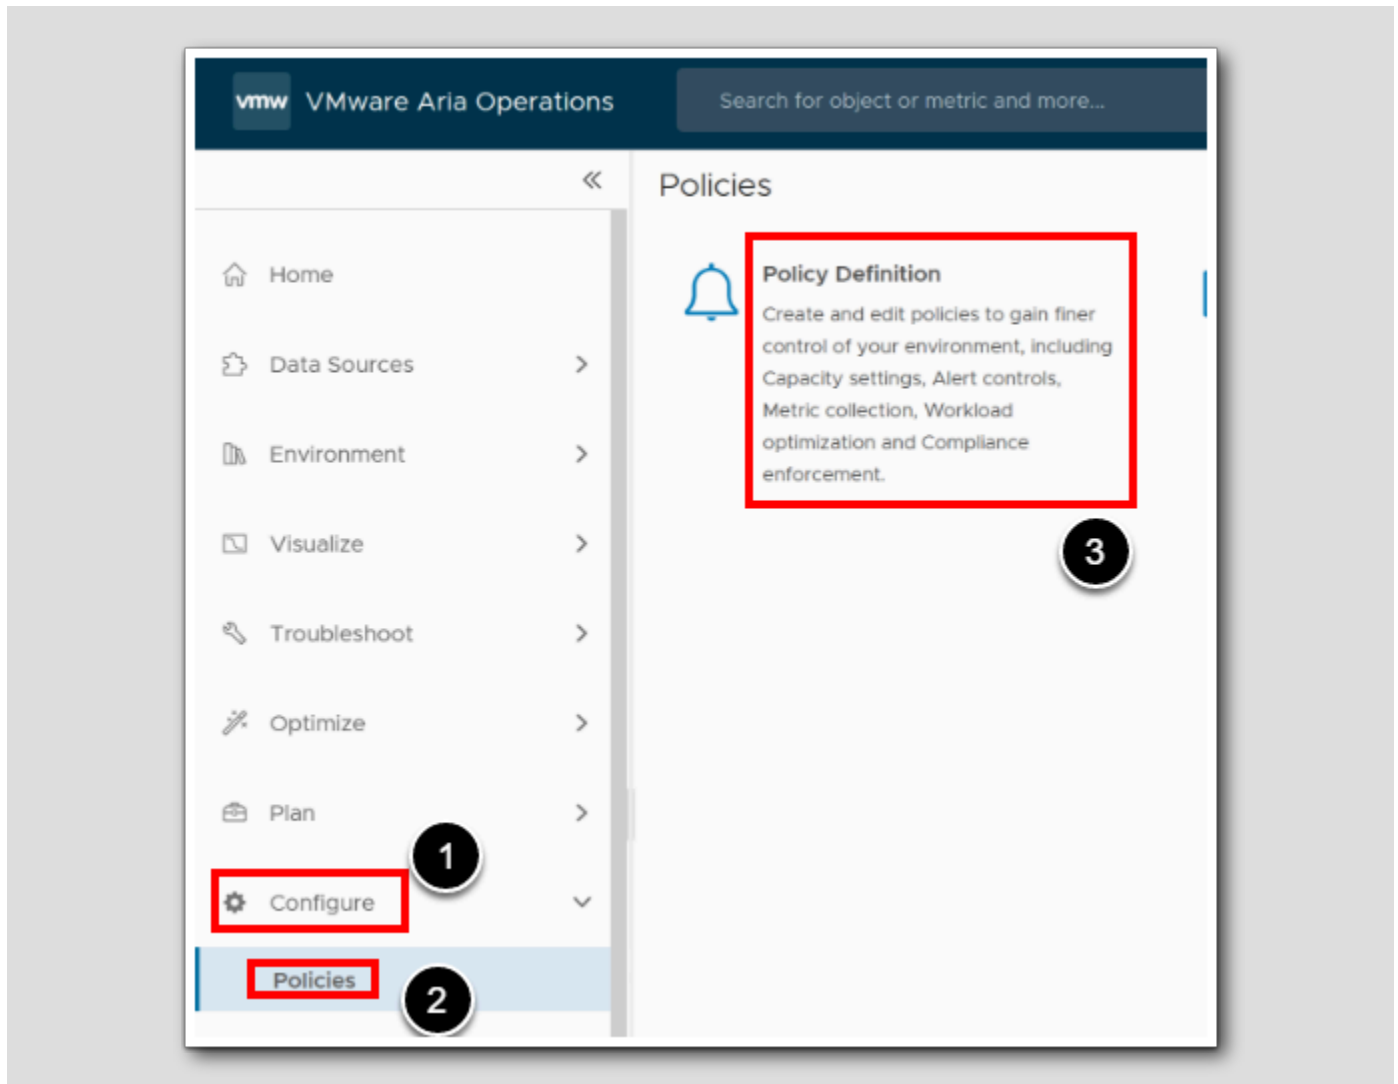 vmw VMware Aria Operations
Search for object or metric and more...
Policies
Home
Data Sources
Environment
Visualize
Troubleshoot
Optimize
Plan
1
Configure
Policies
2
Policy Definition
Create and edit policies to gain finer
control of your environment, including
Capacity settings, Alert controls,
Metric collection, Workload
optimization and Compliance
enforcement.
3